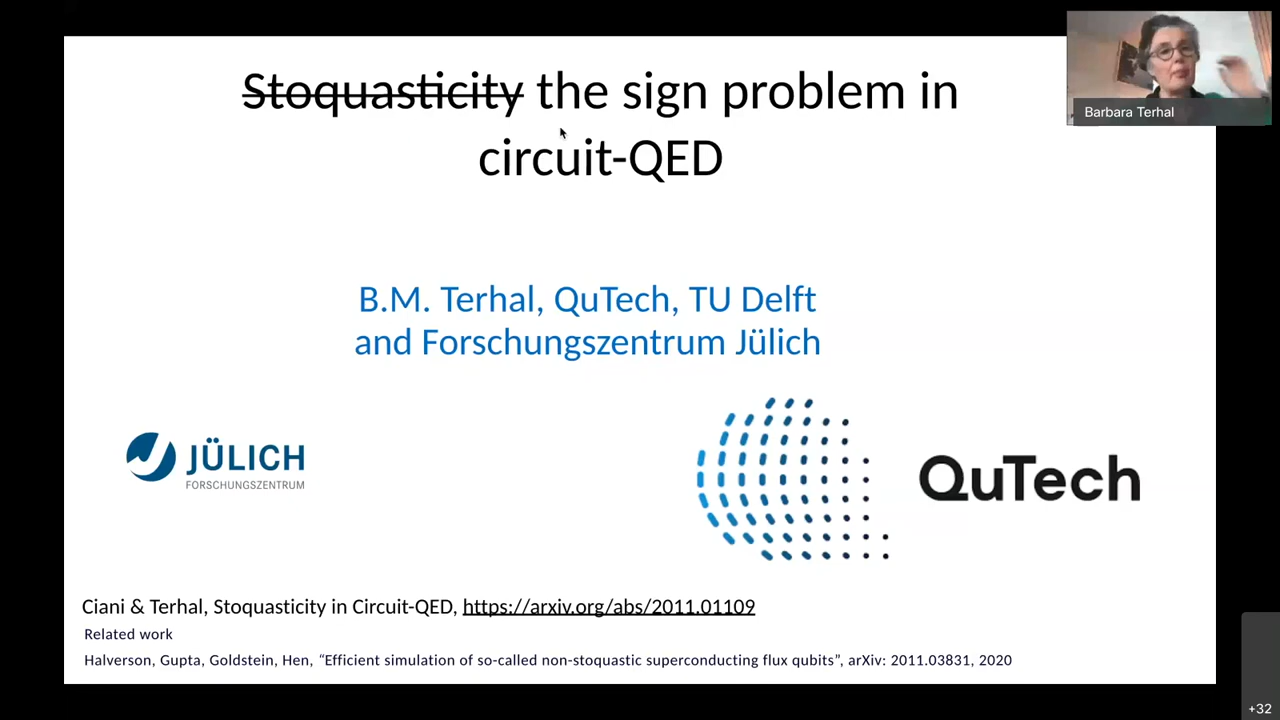 Stoquasticity the sign problem in
circuit-QED
Barbara Terhal
B.M. Terhal, QuTech, TU Delft
and Forschungszentrum Jülich
JÜLICH
FORSCHUNGSZENTRUM
QuTech
Ciani & Terhal, Stoquasticity in Circuit-QED, https://arxiv.org/abs/2011.01109
Related work
Halverson, Gupta, Goldstein, Hen, “Efficient simulation of so-called non-stoquastic superconducting flux qubits”, arXiv: 2011.03831, 2020
+32